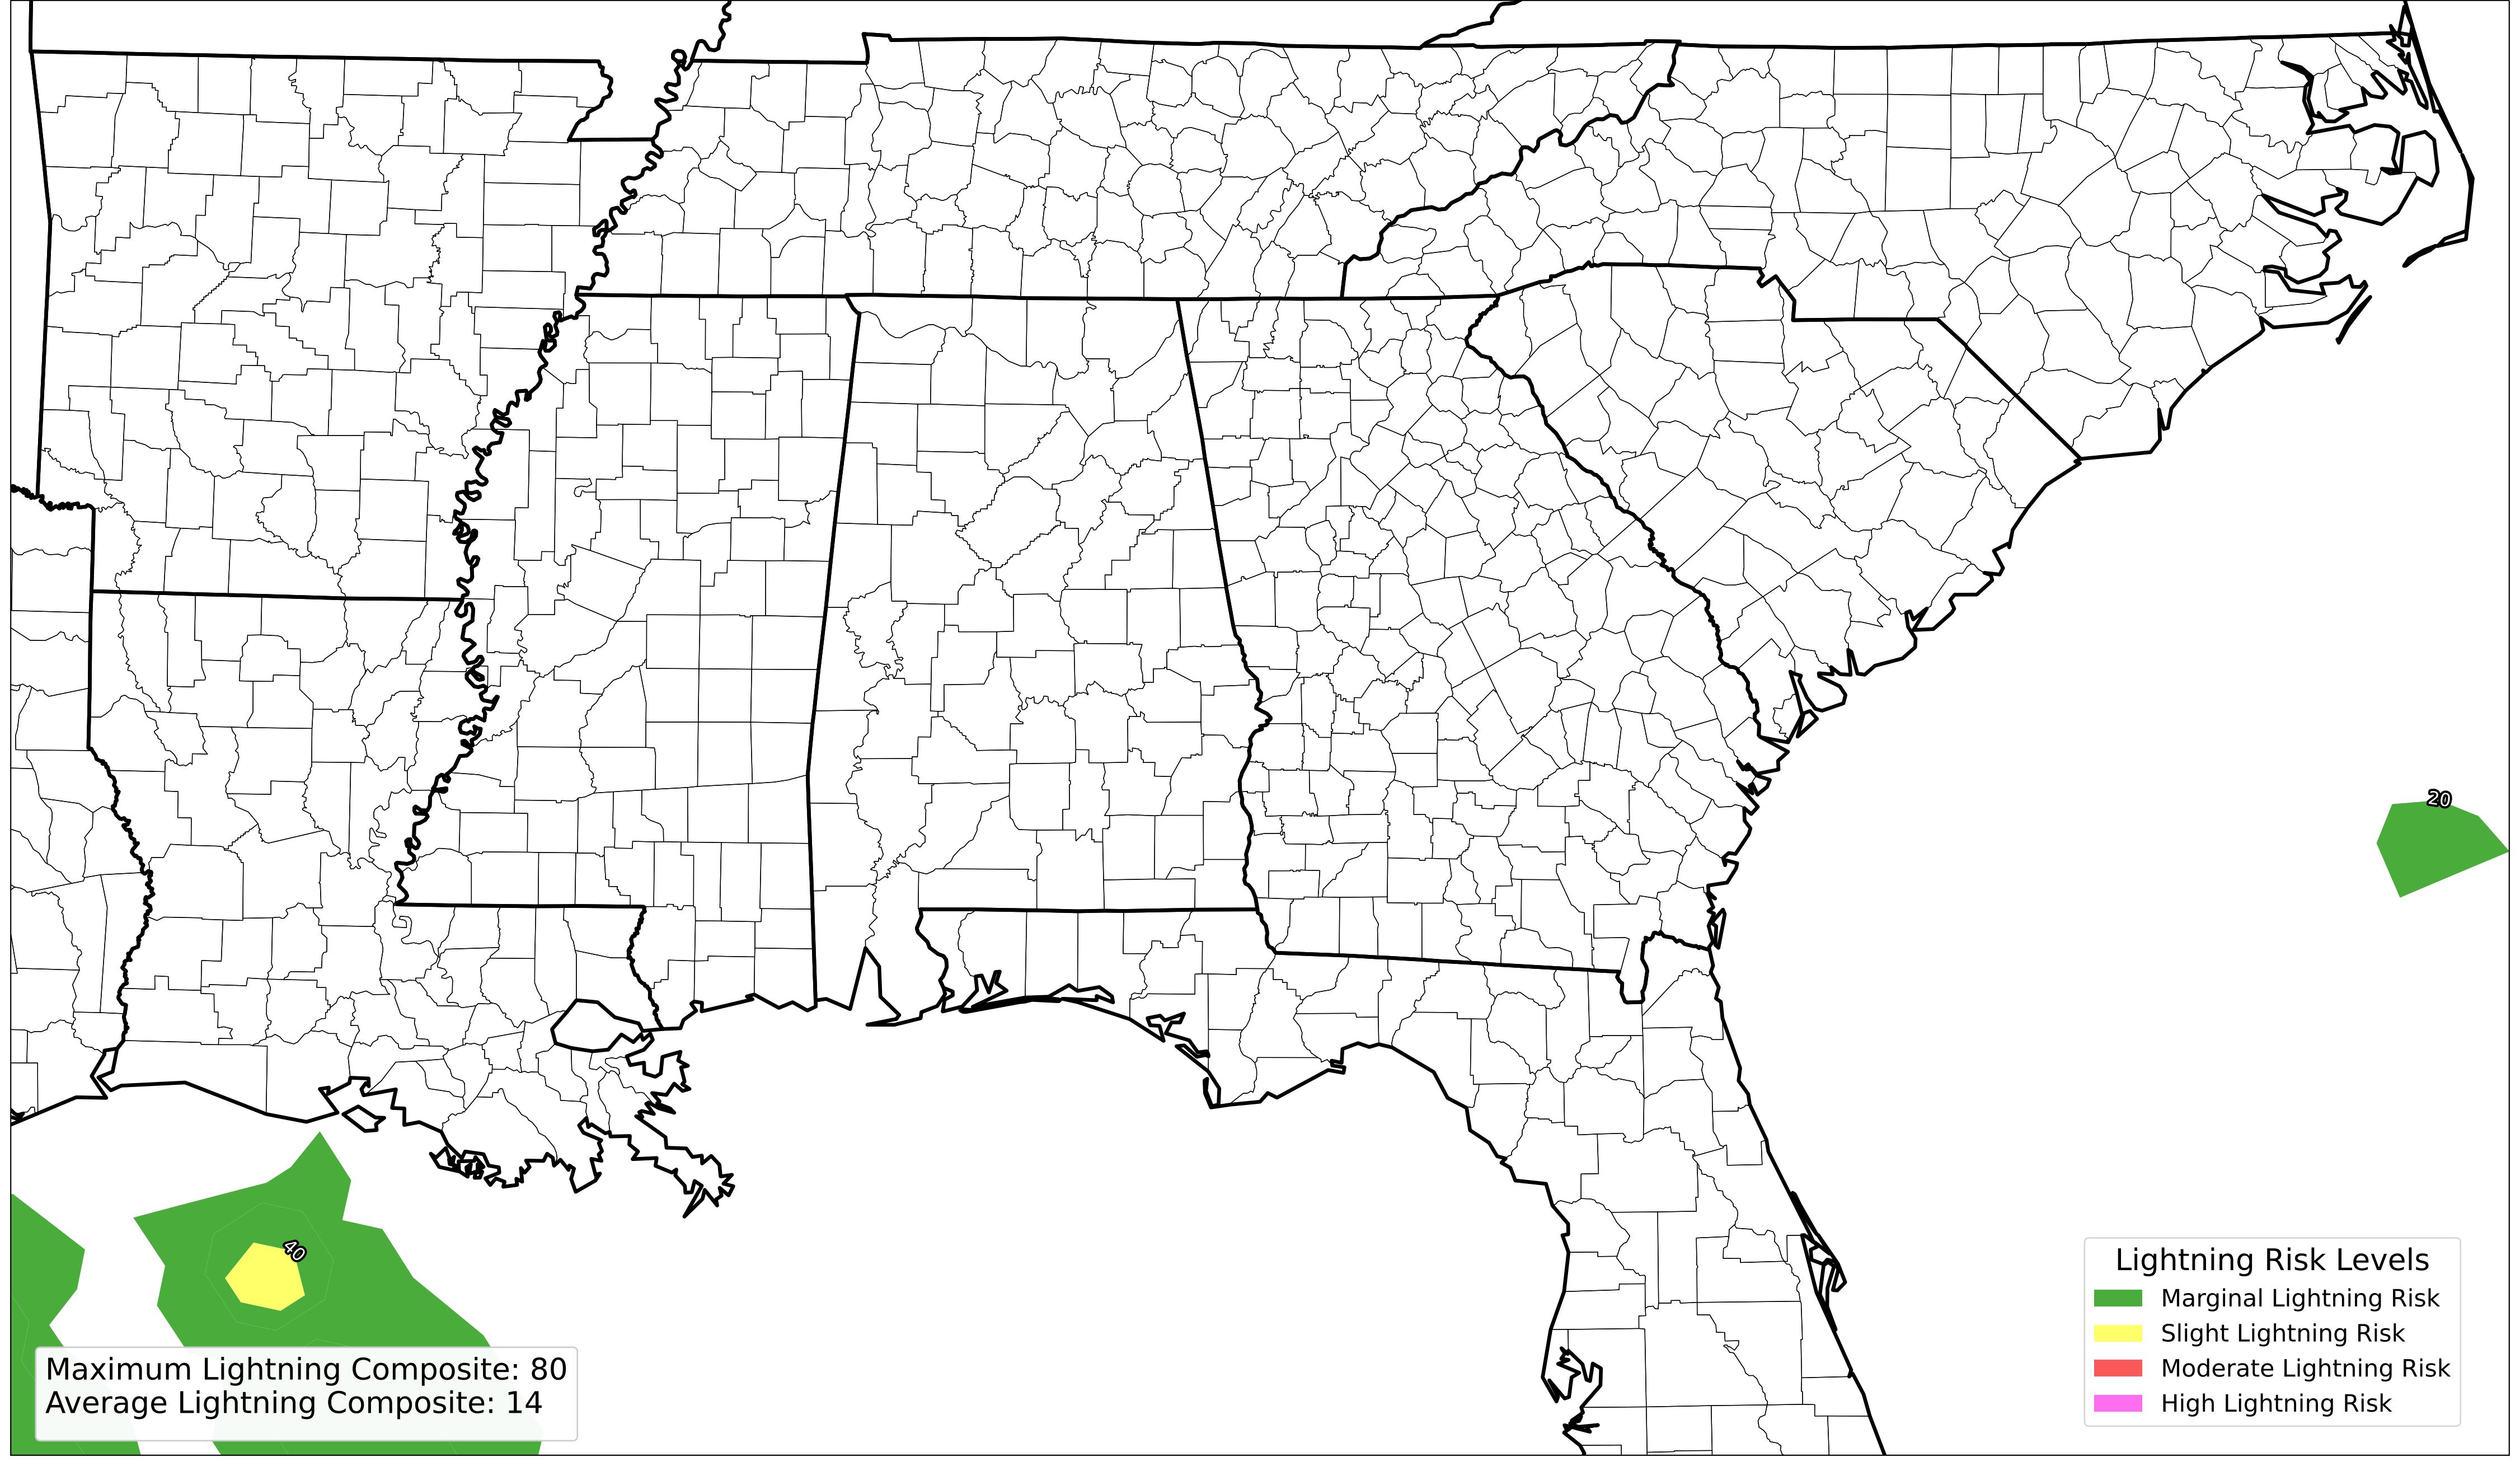 20
40
Maximum Lightning Composite: 80
Average Lightning Composite: 14
Lightning Risk Levels
Marginal Lightning Risk
Slight Lightning Risk
Moderate Lightning Risk
High Lightning Risk